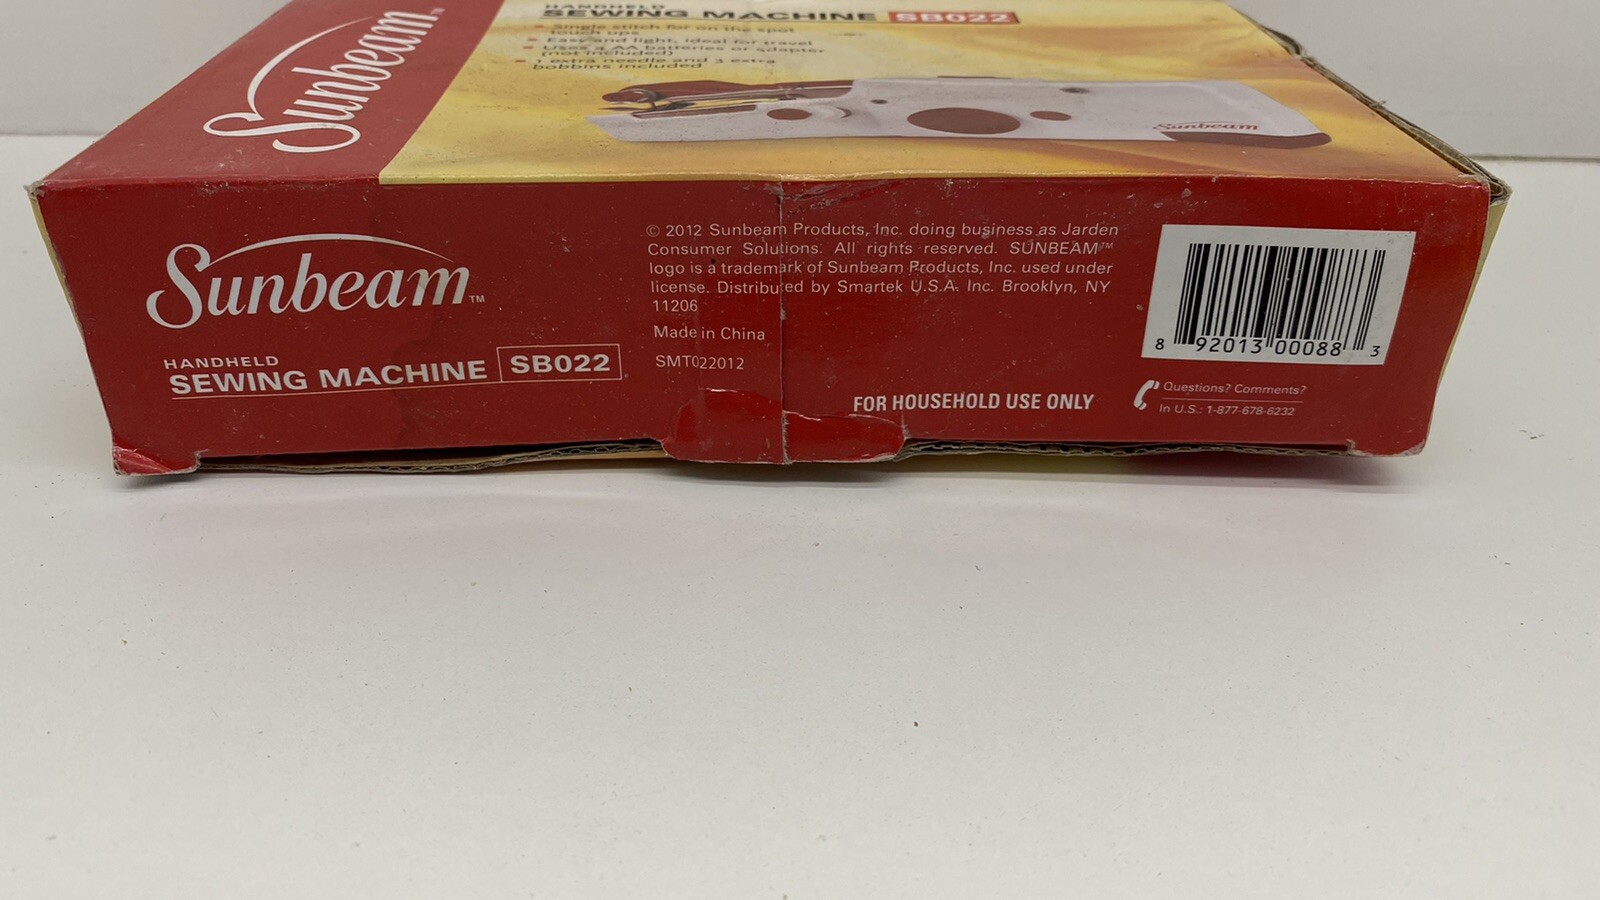 Sunbeam™
HANDHELD
SEWING MACHINE SB022
Single stitch for on the spot
touch ups
Easy and light, ideal for travel
Uses 4 AA batteries or adapter
(not included)
1 extra needle and 3 extra
bobbins included
Sunbeam
Sunbeam™
HANDHELD
SEWING MACHINE SB022
© 2012 Sunbeam Products, Inc. doing business as Jarden
Consumer Solutions. All rights reserved. SUNBEAM™
logo is a trademark of Sunbeam Products, Inc. used under
license. Distributed by Smartek U.S.A. Inc. Brooklyn, NY
11206
Made in China
SMT022012
FOR HOUSEHOLD USE ONLY
8 92013 00088 3
Questions? Comments?
In U.S.: 1-877-678-6232